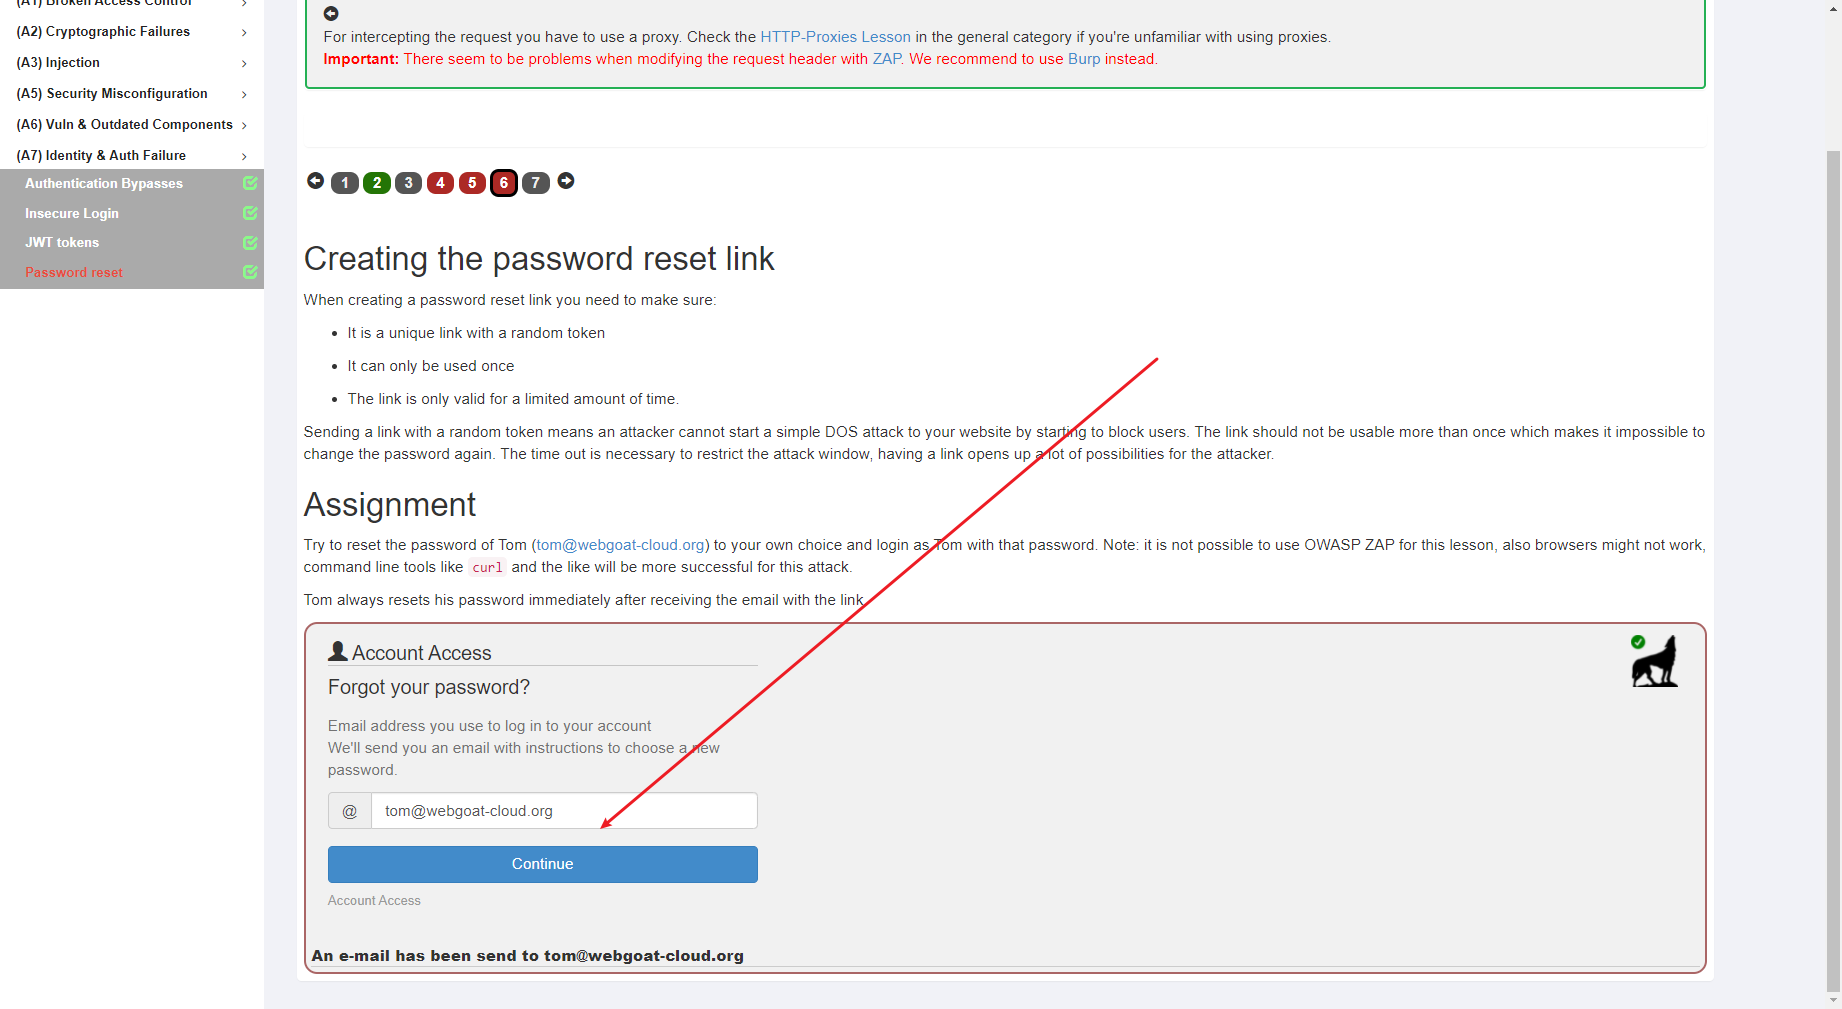 (A1) Broken Access Control
(A2) Cryptographic Failures
(A3) Injection
(A5) Security Misconfiguration
(A6) Vuln & Outdated Components
(A7) Identity & Auth Failure
Authentication Bypasses
Insecure Login
JWT tokens
Password reset
For intercepting the request you have to use a proxy. Check the HTTP-Proxies Lesson in the general category if you're unfamiliar with using proxies.
Important: There seem to be problems when modifying the request header with ZAP. We recommend to use Burp instead.
1 2 3 4 5 6 7
Creating the password reset link
When creating a password reset link you need to make sure:
It is a unique link with a random token
It can only be used once
The link is only valid for a limited amount of time.
Sending a link with a random token means an attacker cannot start a simple DOS attack to your website by starting to block users. The link should not be usable more than once which makes it impossible to
change the password again. The time out is necessary to restrict the attack window, having a link opens up a lot of possibilities for the attacker.
Assignment
Try to reset the password of Tom (tom@webgoat-cloud.org) to your own choice and login as Tom with that password. Note: it is not possible to use OWASP ZAP for this lesson, also browsers might not work,
command line tools like curl and the like will be more successful for this attack.
Tom always resets his password immediately after receiving the email with the link.
Account Access
Forgot your password?
Email address you use to log in to your account
We'll send you an email with instructions to choose a new
password.
@ tom@webgoat-cloud.org
Continue
Account Access
An e-mail has been send to tom@webgoat-cloud.org